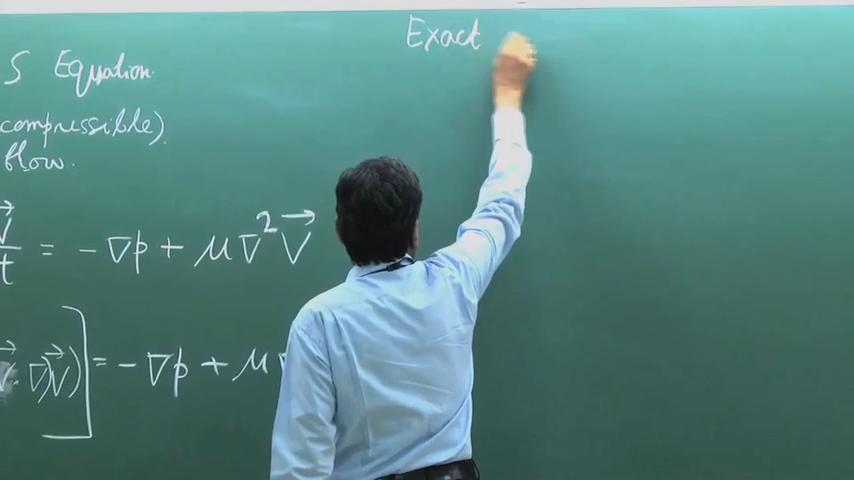 S Equation
compressible)
flow.
V⃗/t = - ∇p + μ∇²V⃗
V⃗. ∇)V⃗)] = - ∇p + μ
Exact